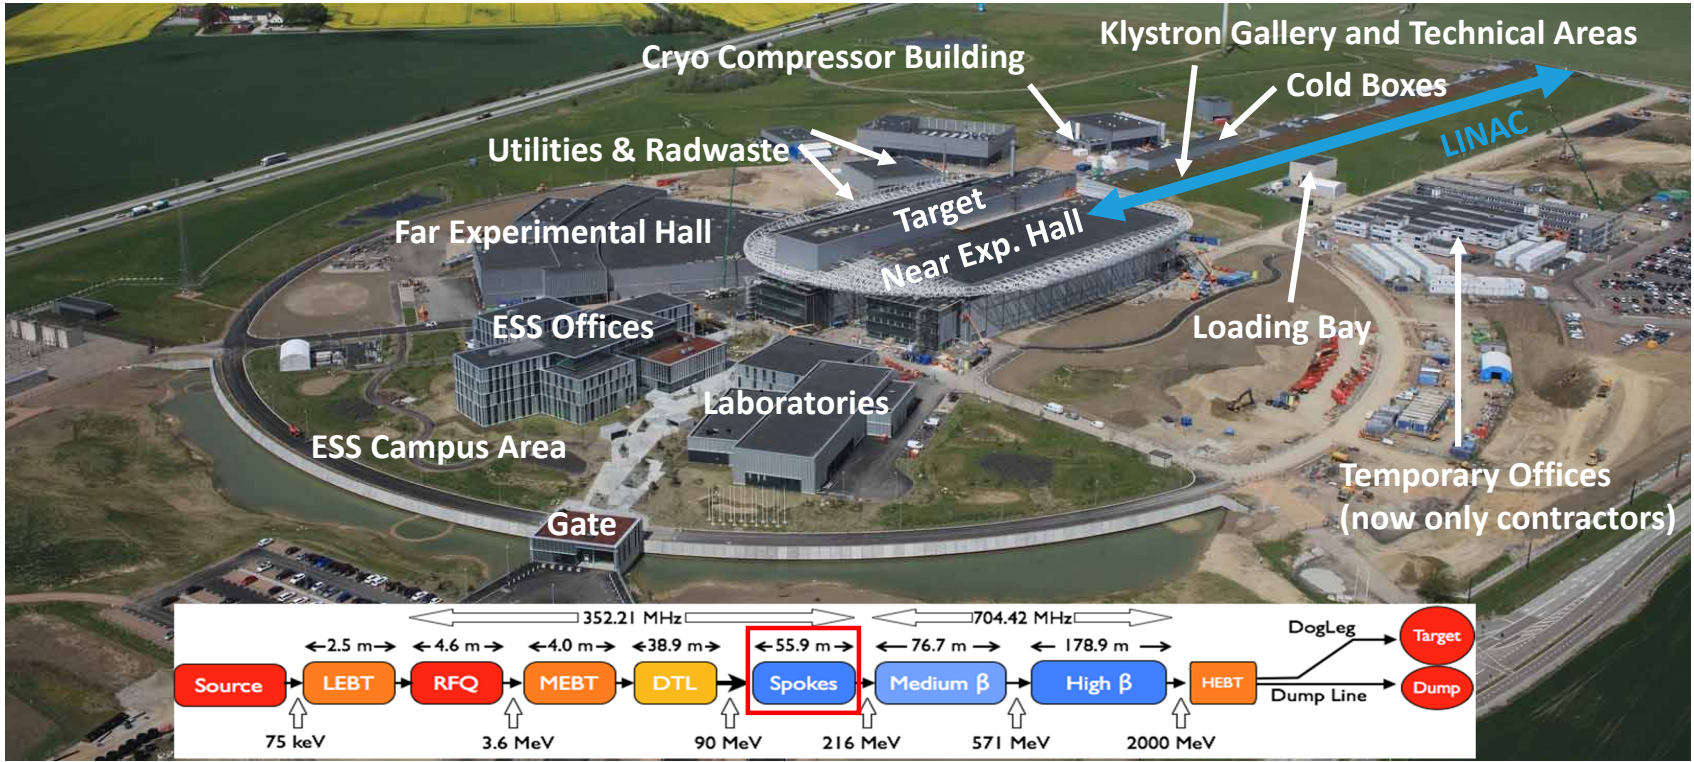 Klystron Gallery and Technical Areas
Cryo Compressor Building
Cold Boxes
LINAC
Utilities & Radwaste
Target
Far Experimental Hall
Near Exp. Hall
ESS Offices
Loading Bay
Laboratories
ESS Campus Area
Temporary Offices
(now only contractors)
Gate
352.21 MHz
704.42 MHz
2.5 m
4.6 m
4.0 m
38.9 m
55.9 m
76.7 m
178.9 m
DogLeg
Target
Source
LEBT
RFQ
MEBT
DTL
Spokes
Medium β
High β
HEBT
Dump Line
Dump
75 keV
3.6 MeV
90 MeV
216 MeV
571 MeV
2000 MeV